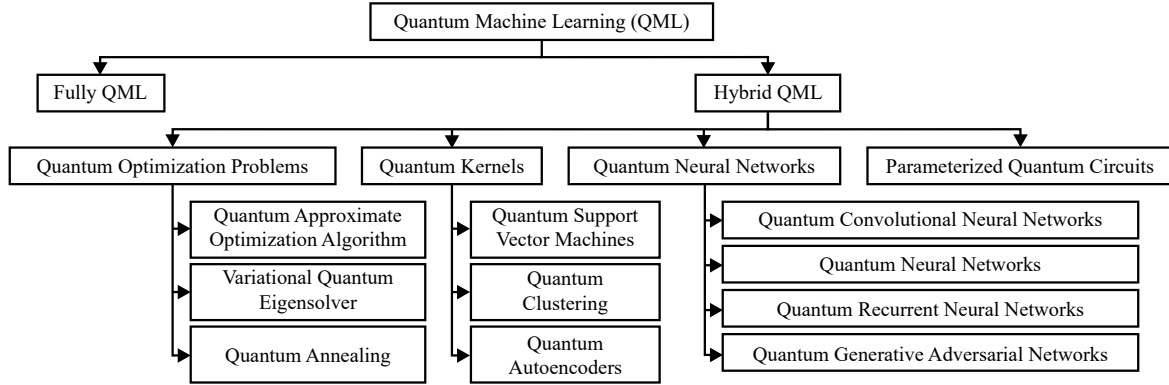 Quantum Machine Learning (QML)
Fully QML
Hybrid QML
Quantum Optimization Problems
Quantum Kernels
Quantum Neural Networks
Parameterized Quantum Circuits
Quantum Approximate
Optimization Algorithm
Variational Quantum
Eigensolver
Quantum Annealing
Quantum Support
Vector Machines
Quantum
Clustering
Quantum
Autoencoders
Quantum Convolutional Neural Networks
Quantum Neural Networks
Quantum Recurrent Neural Networks
Quantum Generative Adversarial Networks